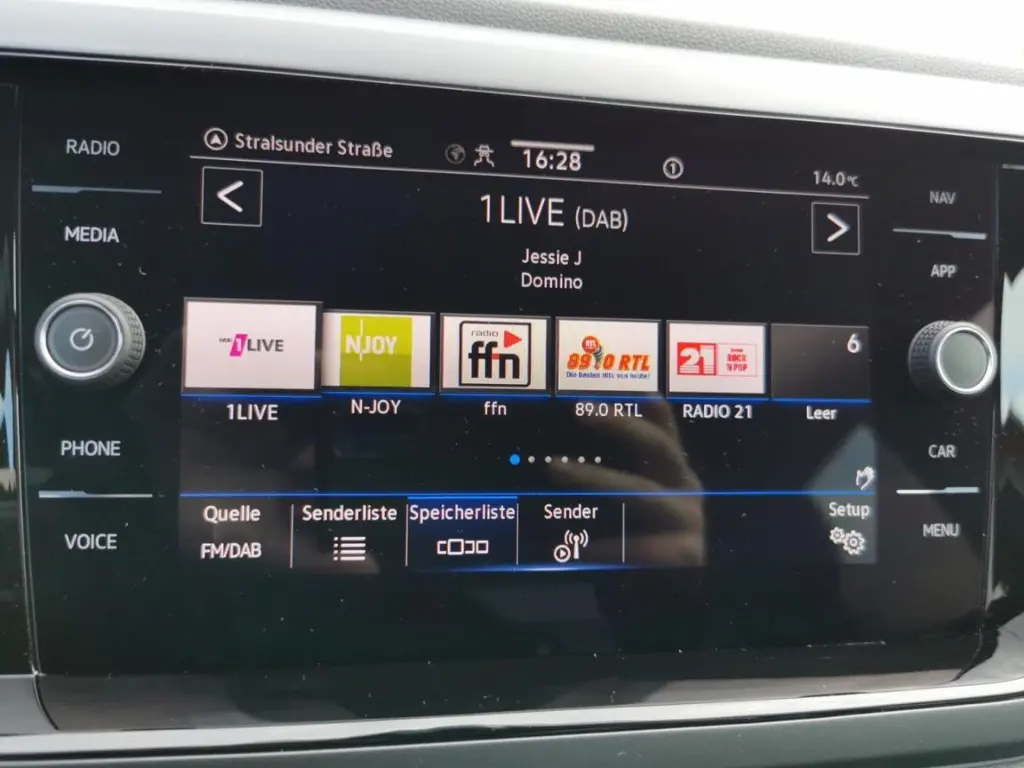 RADIO
MEDIA
PHONE
VOICE
Stralsunder Straße
16:28
1
14.0°C
<
1LIVE (DAB)
>
Jessie J
Domino
1LIVE
N-JOY
radio
ffn
RTL
89.0 RTL
Die besten Hits von heute!
21
ROCK
'N POP
6
1LIVE
N-JOY
ffn
89.0 RTL
RADIO 21
Leer
Quelle
FM/DAB
Senderliste
Speicherliste
Sender
Setup
NAV
APP
CAR
MENU